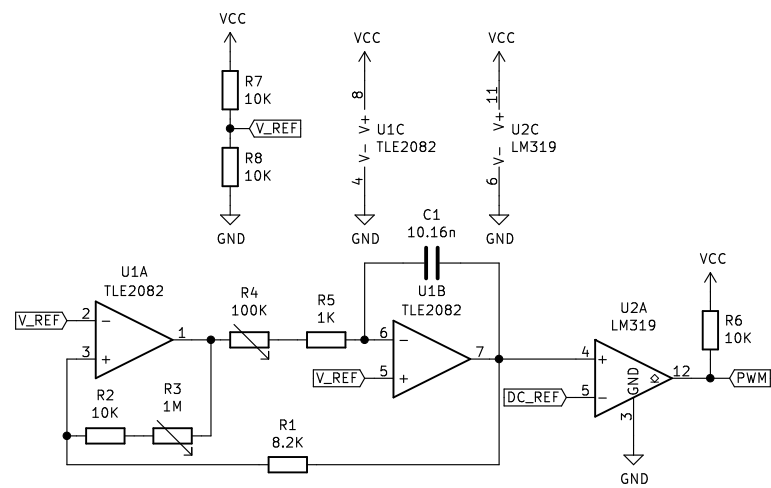 VCC
VCC
VCC
R7
10K
8
V+
11
V+
V_REF
U1C
TLE2082
U2C
LM319
R8
10K
V-
4
V-
6
GND
GND
GND
C1
10.16n
U1A
TLE2082
R4
100K
R5
1K
U1B
TLE2082
VCC
U2A
LM319
R6
10K
V_REF
2
-
1
3
+
6
-
7
V_REF
5
+
4
+
GND
12
PWM
DC_REF
5
-
3
R2
10K
R3
1M
R1
8.2K
GND